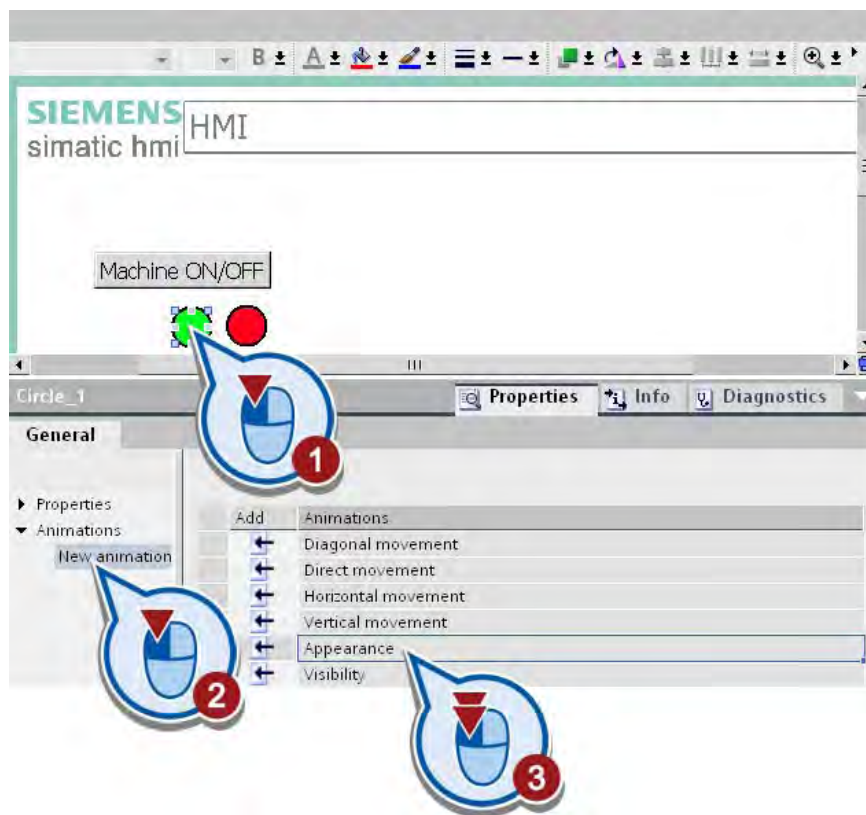 B A
SIEMENS
simatic hmi
HMI
Machine ON/OFF
1
Circle_1
Properties Info Diagnostics
General
Properties
Animations
New animation
Add Animations
Diagonal movement
Direct movement
Horizontal movement
Vertical movement
Appearance
Visibility
2
3